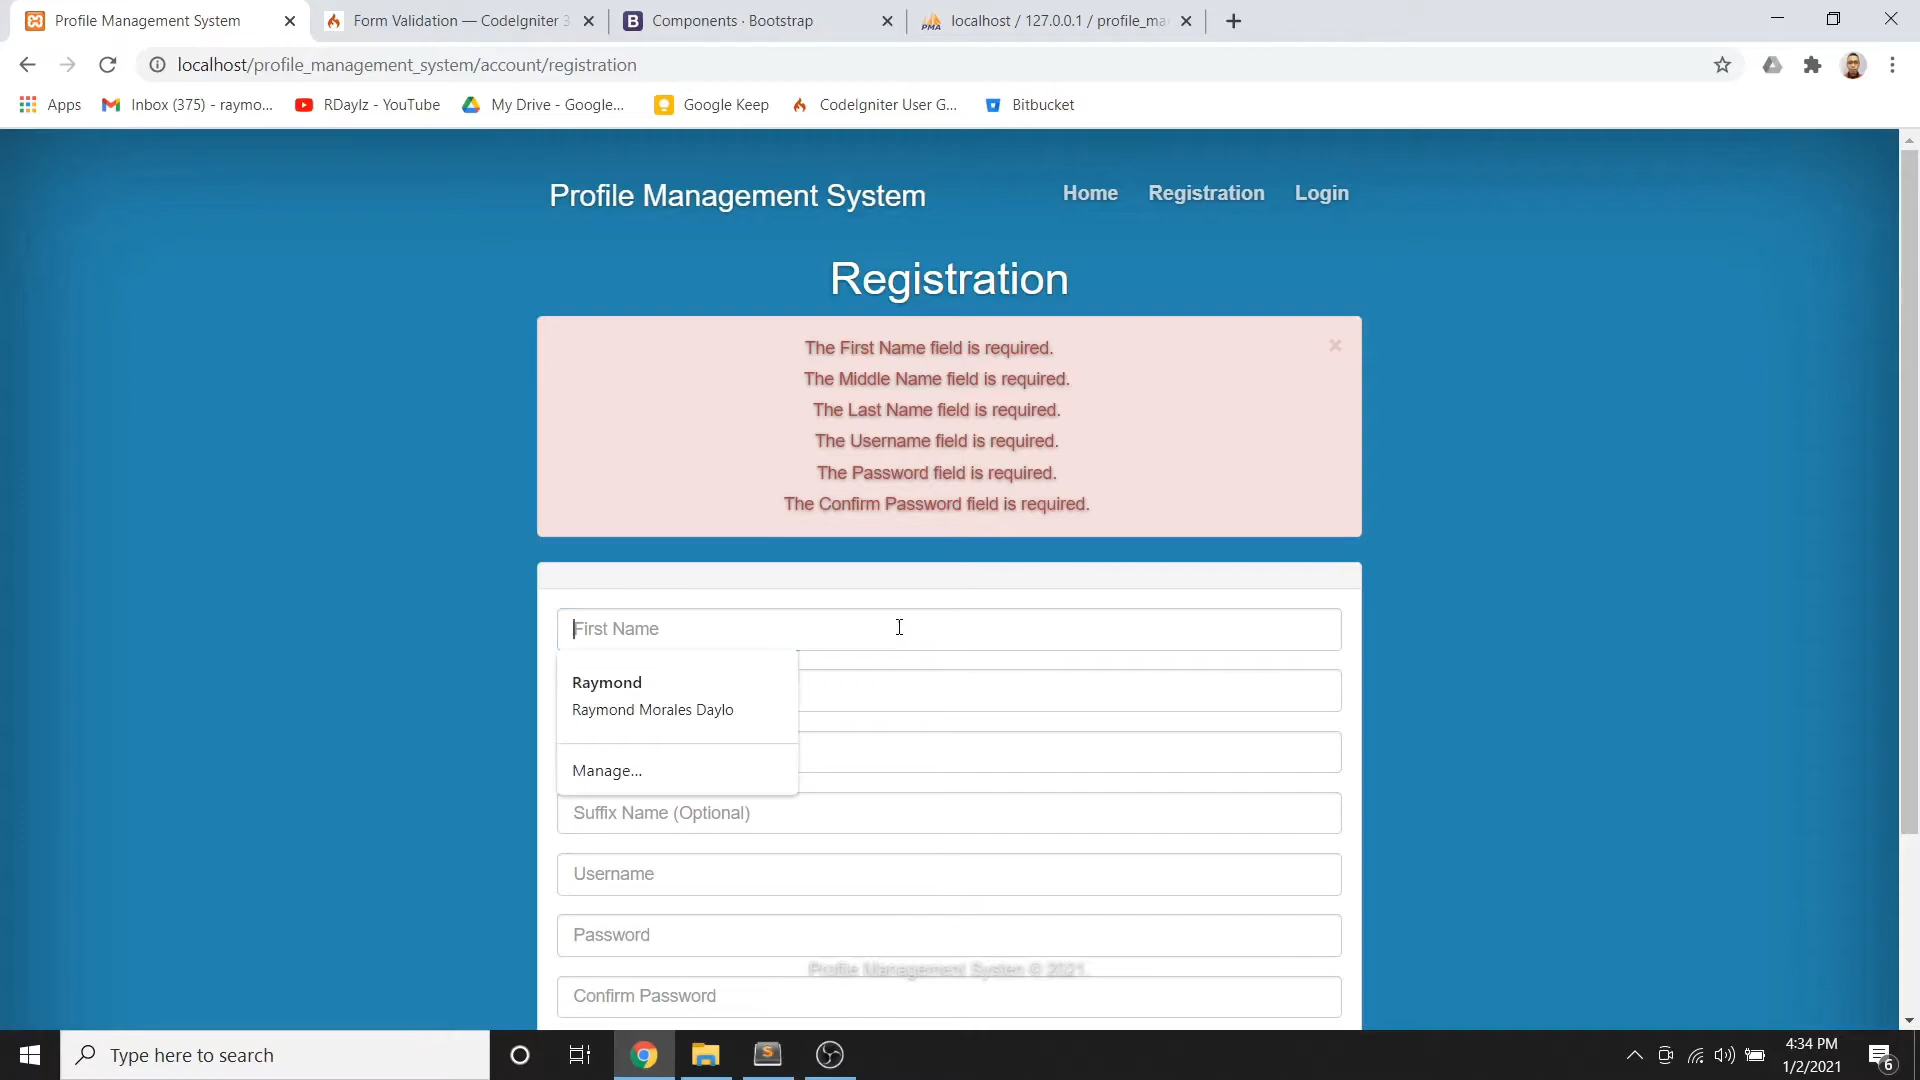 Profile Management System
Form Validation — CodeIgniter 3
Components · Bootstrap
localhost / 127.0.0.1 / profile_ma
localhost/profile_management_system/account/registration
Apps
Inbox (375) - raymo...
RDaylz - YouTube
My Drive - Google...
Google Keep
CodeIgniter User G...
Bitbucket
Profile Management System
Home
Registration
Login
Registration
The First Name field is required.
The Middle Name field is required.
The Last Name field is required.
The Username field is required.
The Password field is required.
The Confirm Password field is required.
First Name
Raymond
Raymond Morales Daylo
Manage...
Suffix Name (Optional)
Username
Password
Profile Management Systen © 2021.
Confirm Password
Type here to search
4:34 PM
1/2/2021
6